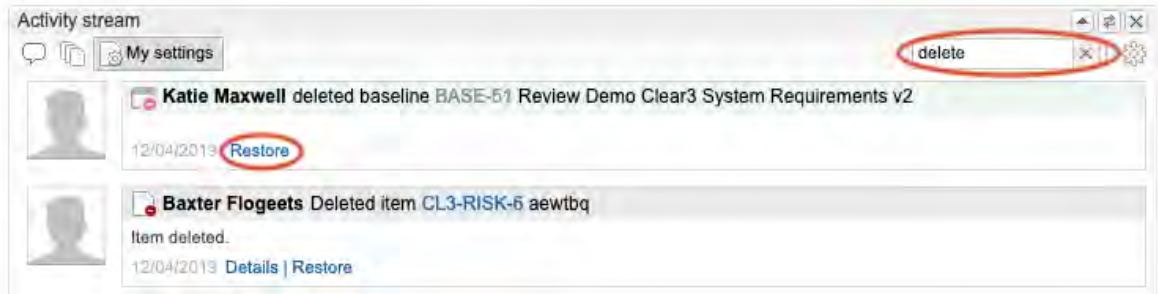 Activity stream
My settings
delete
Katie Maxwell deleted baseline BASE-51 Review Demo Clear3 System Requirements v2
12/04/2013 Restore
Baxter Flogeets Deleted item CL3-RISK-6 aewtbq
Item deleted.
12/04/2013 Details | Restore